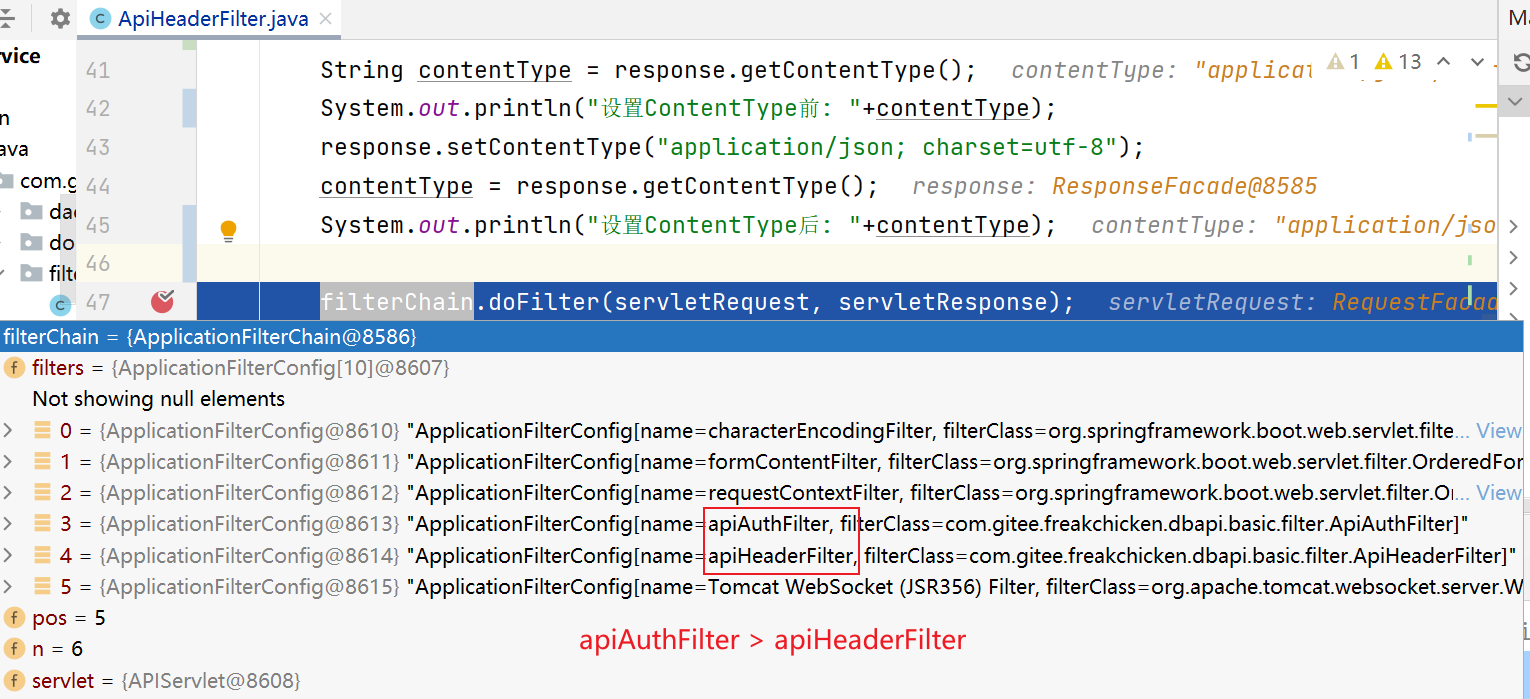 ApiHeaderFilter.java
Ma
rvice
n
ava
com.g
dao
do
filte
41 String contentType = response.getContentType(); contentType: "applicat
1 13
42 System.out.println("设置ContentType前: "+contentType);
43 response.setContentType("application/json; charset=utf-8");
44 contentType = response.getContentType(); response: ResponseFacade@8585
45 System.out.println("设置ContentType后: "+contentType); contentType: "application/jso
46
47 filterChain.doFilter(servletRequest, servletResponse); servletRequest: RequestFacad
filterChain = {ApplicationFilterChain@8586}
f filters = {ApplicationFilterConfig[10]@8607}
Not showing null elements
0 = {ApplicationFilterConfig@8610} "ApplicationFilterConfig[name=characterEncodingFilter, filterClass=org.springframework.boot.web.servlet.filte... View
1 = {ApplicationFilterConfig@8611} "ApplicationFilterConfig[name=formContentFilter, filterClass=org.springframework.boot.web.servlet.filter.OrderedFor
2 = {ApplicationFilterConfig@8612} "ApplicationFilterConfig[name=requestContextFilter, filterClass=org.springframework.boot.web.servlet.filter.Or... View
3 = {ApplicationFilterConfig@8613} "ApplicationFilterConfig[name=apiAuthFilter, filterClass=com.gitee.freakchicken.dbapi.basic.filter.ApiAuthFilter]"
4 = {ApplicationFilterConfig@8614} "ApplicationFilterConfig[name=apiHeaderFilter, filterClass=com.gitee.freakchicken.dbapi.basic.filter.ApiHeaderFilter]"
5 = {ApplicationFilterConfig@8615} "ApplicationFilterConfig[name=Tomcat WebSocket (JSR356) Filter, filterClass=org.apache.tomcat.websocket.server.W
f pos = 5
f n = 6
apiAuthFilter > apiHeaderFilter
f servlet = {APIServlet@8608}